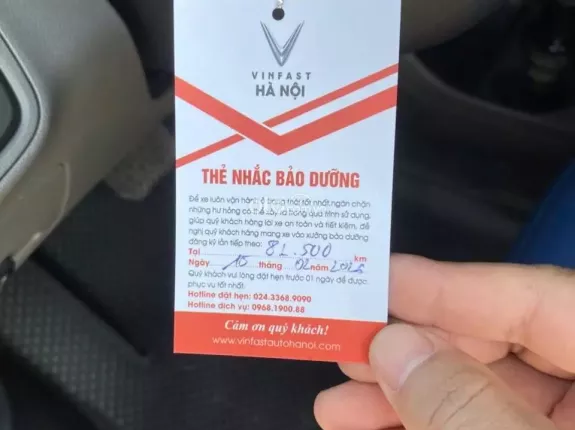 VINFAST
HÀ NỘI
THẺ NHẮC BẢO DƯỠNG
Để xe luôn vận hành ở trạng thái tốt nhất, ngăn chặn
những hư hỏng có thể xảy ra trong quá trình sử dụng,
giúp quý khách hàng lái xe an toàn và tiết kiệm, đề
nghị quý khách hàng mang xe vào xưởng bảo dưỡng
đăng ký lần tiếp theo:
Tại 82.500 km
Ngày 10 tháng 02 năm
Quý khách vui lòng đặt hẹn trước 01 ngày để được
phục vụ tốt nhất.
Hotline đặt hẹn: 024.3368.9090
Hotline dịch vụ: 0968.1900.88
Cảm ơn quý khách!
www.vinfastautohanoi.com